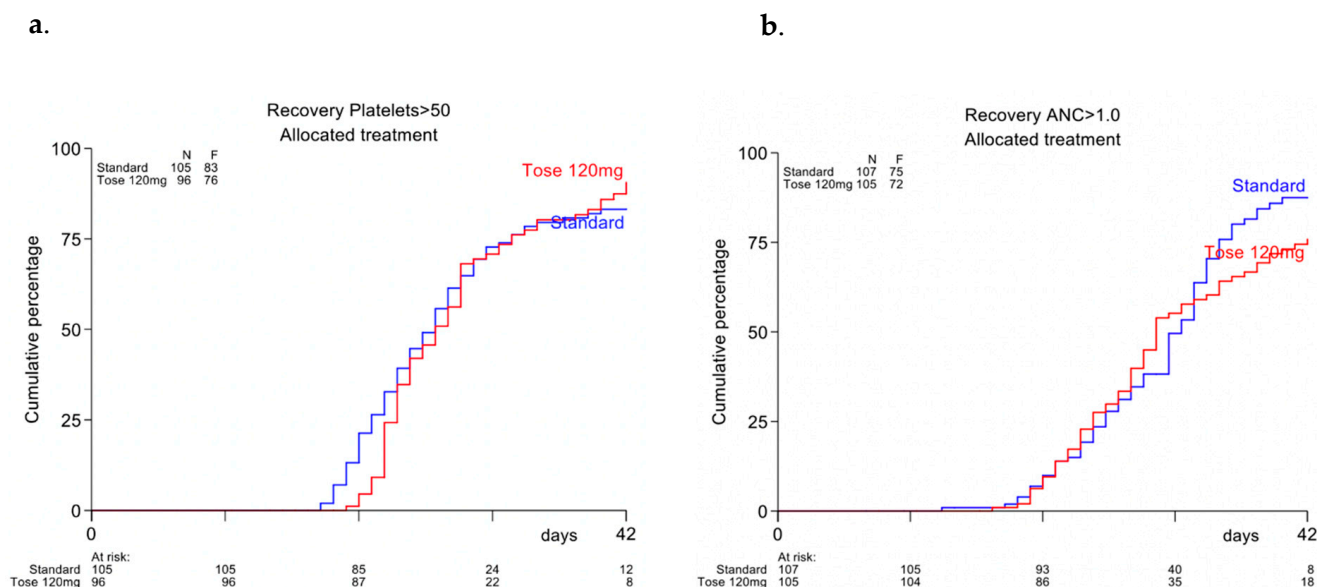 a.
Recovery Platelets>50
Allocated treatment
N F
Standard 105 83
Tose 120mg 96 76
100
75
50
25
0
Cumulative percentage
Tose 120mg
Standard
0 days 42
At risk:
Standard 105 105 85 24 12
Tose 120mg 96 96 87 22 8
b.
Recovery ANC>1.0
Allocated treatment
N F
Standard 107 75
Tose 120mg 105 72
100
75
50
25
0
Cumulative percentage
Standard
Tose 120mg
0 days 42
At risk:
Standard 107 105 93 40 8
Tose 120mg 105 104 86 35 18